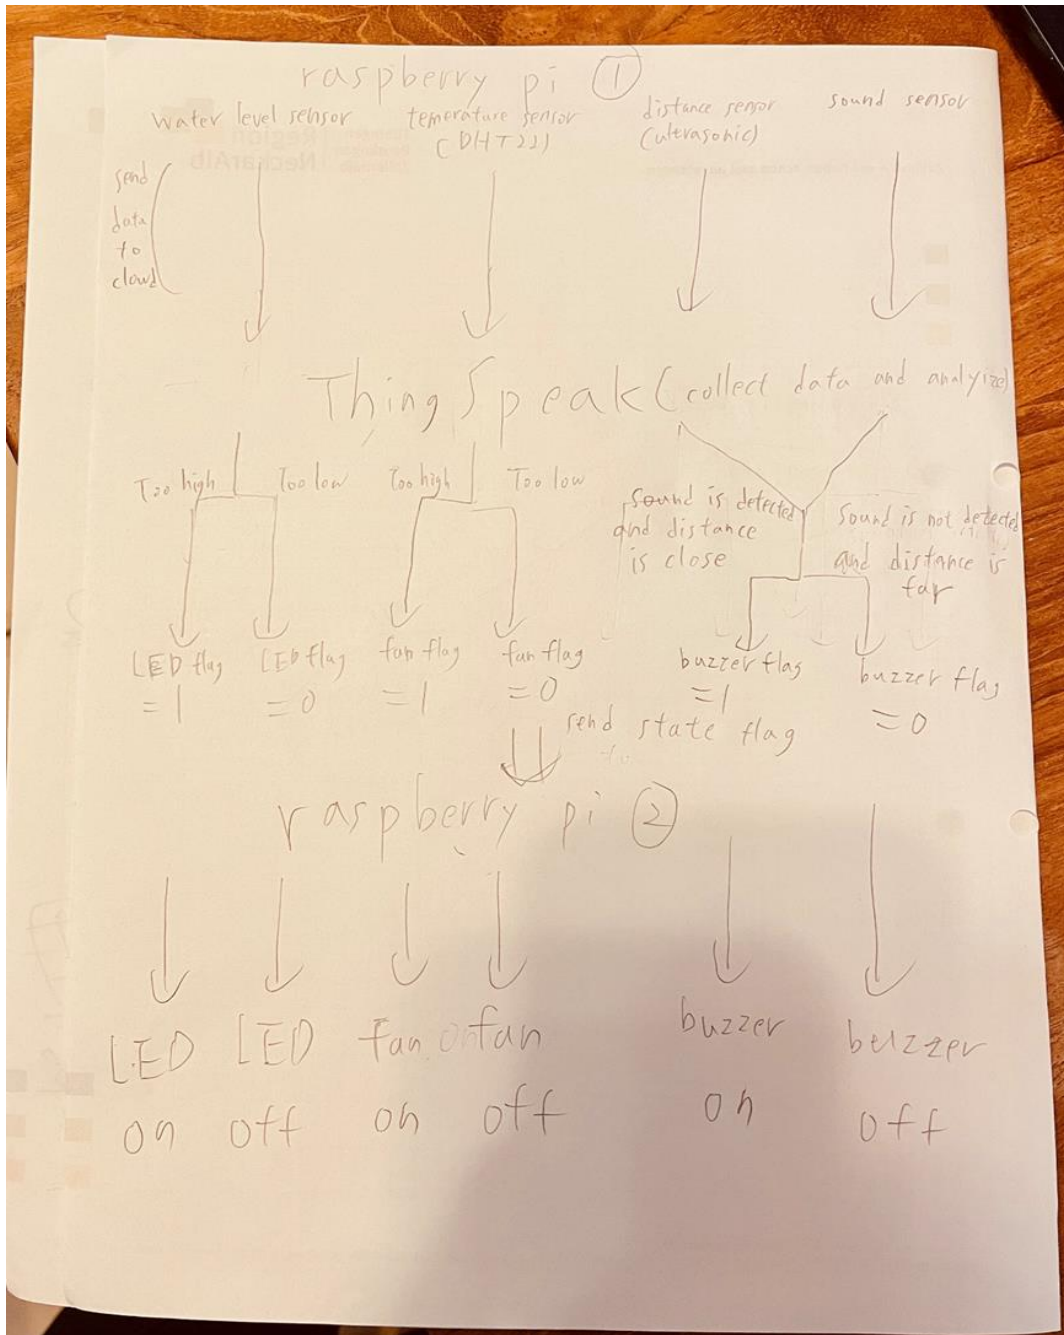 raspberry pi ①
water level sensor temerature sensor distance sensor sound sensor
(DHT22) (ultrasonic)
send
data
to
cloud
ThingSpeak (collect data and analyize)
Too high Too low Too high Too low
Sound is detected
and distance
is close
Sound is not detected
and distance is
far
LED flag LED flag fan flag fan flag buzzer flag buzzer flag
=1 =0 =1 =0 =1 =0
send state flag
raspberry pi ②
LED LED fan on fan buzzer buzzer
on off on off on off